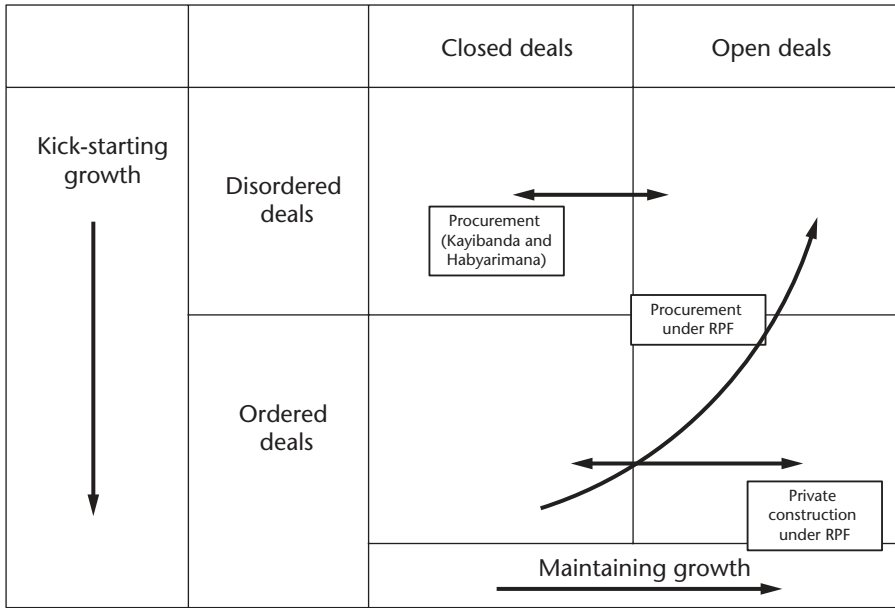 Closed deals
Open deals
Kick-starting
growth
Disordered
deals
Procurement
(Kayibanda and
Habyarimana)
Procurement
under RPF
Ordered
deals
Private
construction
under RPF
Maintaining growth